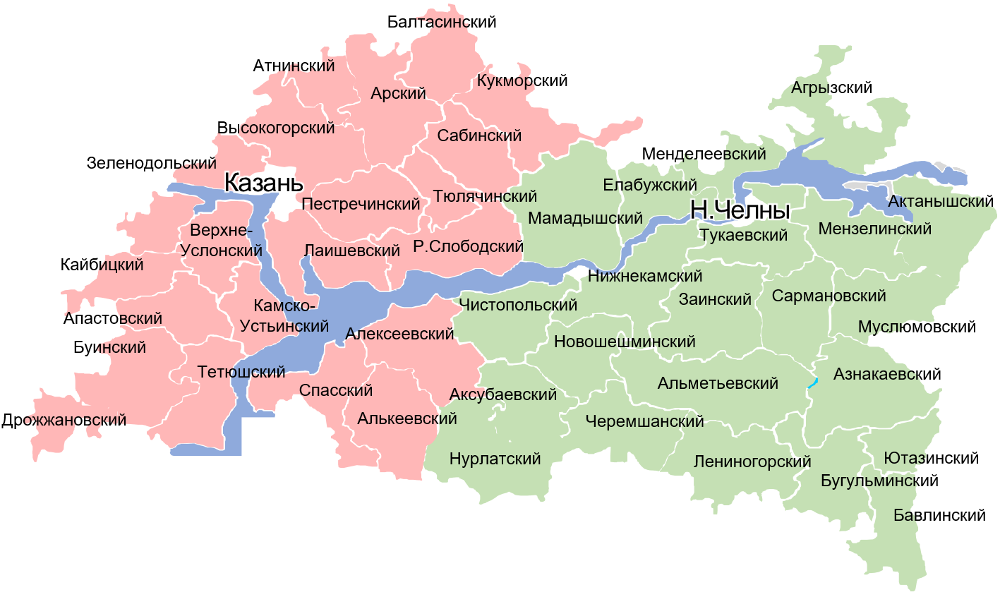 Балтасинский
Атнинский
Кукморский
Арский
Агрызский
Высокогорский
Сабинский
Менделеевский
Зеленодольский
Казань
Елабужский
Тюлячинский
Пестречинский
Актанышский
Н.Челны
Мамадышский
Верхне-
Услонский
Мензелинский
Тукаевский
Лаишевский
Р.Слободский
Кайбицкий
Нижнекамский
Сармановский
Заинский
Камско-
Устьинский
Чистопольский
Апастовский
Муслюмовский
Алексеевский
Новошешминский
Буинский
Тетюшский
Азнакаевский
Альметьевский
Спасский
Аксубаевский
Дрожжановский
Алькеевский
Черемшанский
Нурлатский
Лениногорский
Ютазинский
Бугульминский
Бавлинский